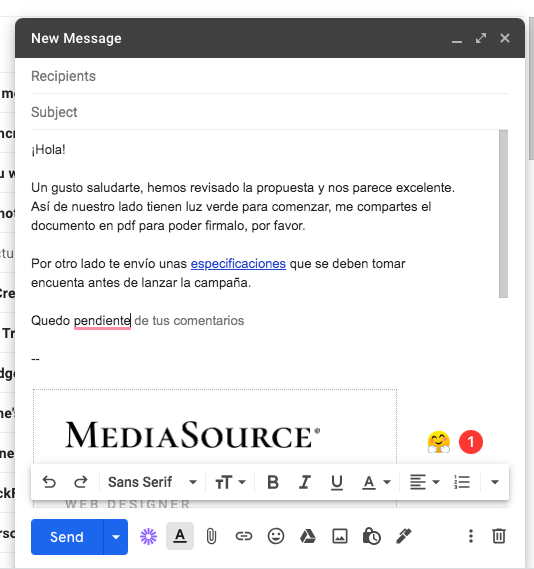 New Message
Recipients
Subject
¡Hola!
Un gusto saludarte, hemos revisado la propuesta y nos parece excelente.
Así de nuestro lado tienen luz verde para comenzar, me compartes el
documento en pdf para poder firmalo, por favor.
Por otro lado te envío unas especificaciones que se deben tomar
encuenta antes de lanzar la campaña.
Quedo pendiente de tus comentarios
--
MEDIASOURCE®
1
Sans Serif
WEB DESIGNER
Send